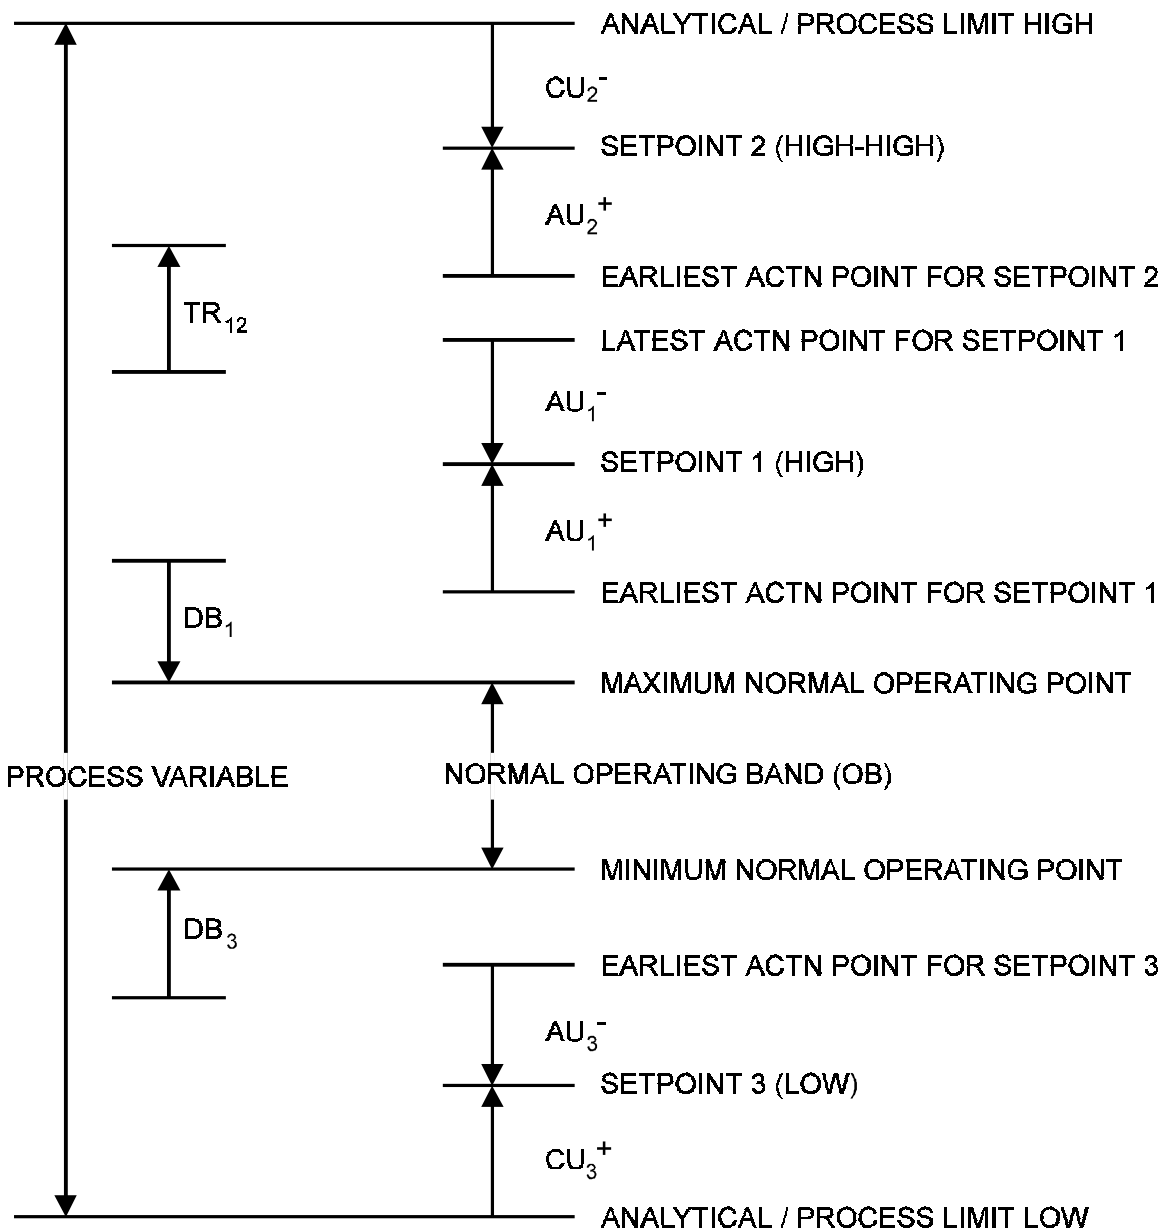 ANALYTICAL / PROCESS LIMIT HIGH
CU₂⁻
SETPOINT 2 (HIGH-HIGH)
AU₂⁺
EARLIEST ACTN POINT FOR SETPOINT 2
TR₁₂
LATEST ACTN POINT FOR SETPOINT 1
AU₁⁻
SETPOINT 1 (HIGH)
AU₁⁺
EARLIEST ACTN POINT FOR SETPOINT 1
DB₁
MAXIMUM NORMAL OPERATING POINT
PROCESS VARIABLE
NORMAL OPERATING BAND (OB)
MINIMUM NORMAL OPERATING POINT
DB₃
EARLIEST ACTN POINT FOR SETPOINT 3
AU₃⁻
SETPOINT 3 (LOW)
CU₃⁺
ANALYTICAL / PROCESS LIMIT LOW